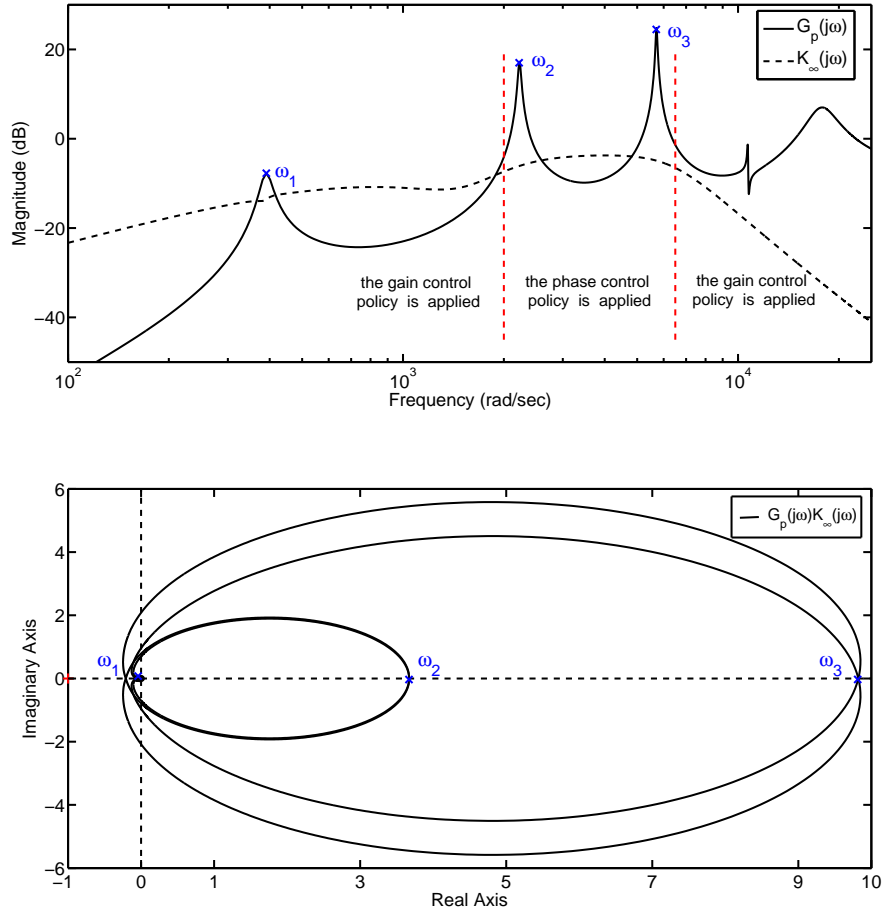 20
0
−20
−40
Magnitude (dB)
ω1
ω2
ω3
Gp(jω)
K∞(jω)
the gain control
policy is applied
the phase control
policy is applied
the gain control
policy is applied
10^2
10^3
10^4
Frequency (rad/sec)
6
4
2
0
−2
−4
−6
Imaginary Axis
Gp(jω)K∞(jω)
ω1
ω2
ω3
−1
0
1
3
5
7
9
10
Real Axis